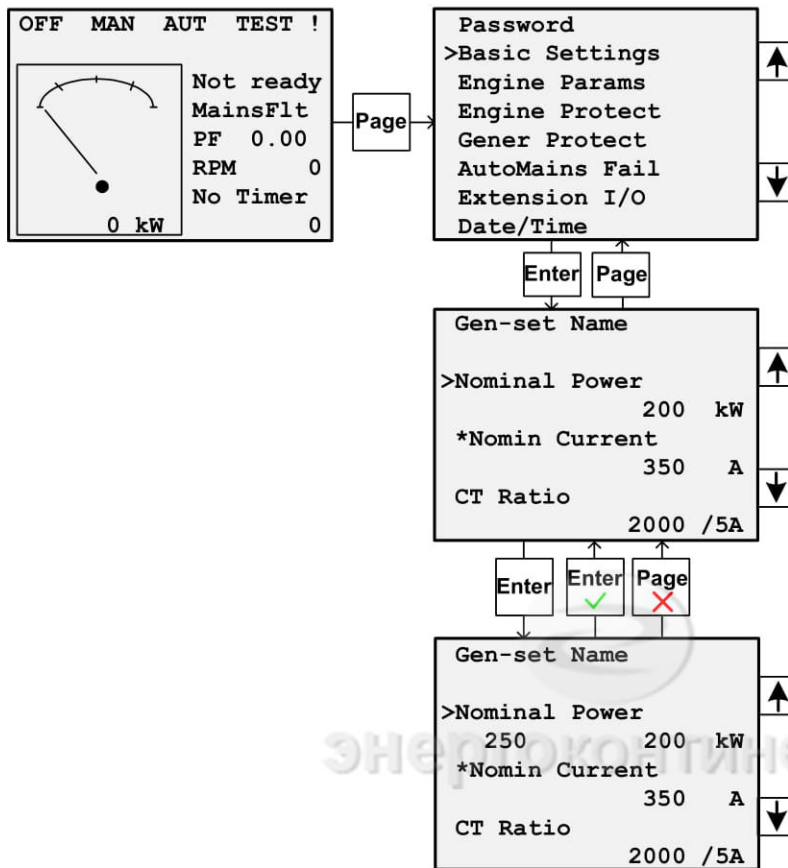 OFF MAN AUT TEST !
Not ready
MainsFlt
PF 0.00
RPM 0
No Timer
0 kW 0
Page
Password
>Basic Settings
Engine Params
Engine Protect
Gener Protect
AutoMains Fail
Extension I/O
Date/Time
Enter Page
Gen-set Name
>Nominal Power
200 kW
*Nomin Current
350 A
CT Ratio
2000 /5A
Enter Enter Page
Gen-set Name
>Nominal Power
250 200 kW
*Nomin Current
350 A
CT Ratio
2000 /5A